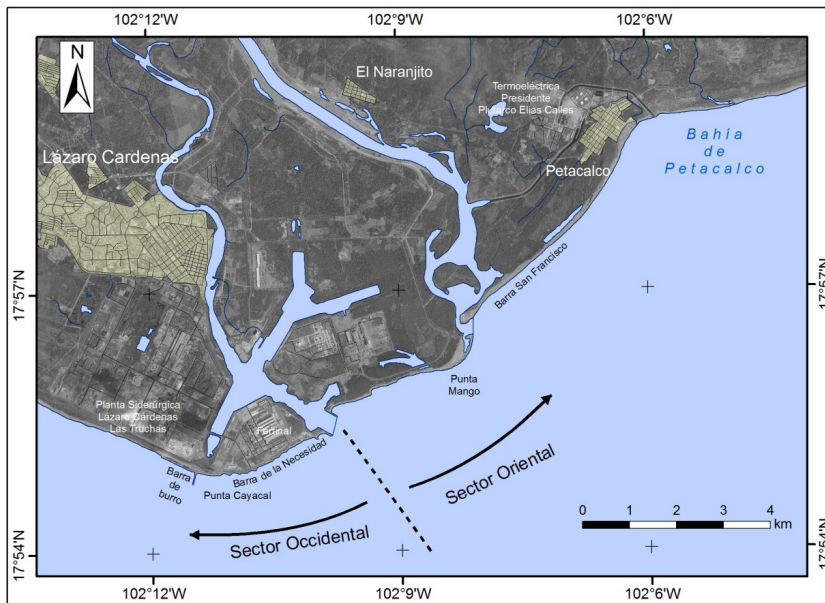 102°12'W 102°9'W 102°6'W
N
El Naranjito
Termoeléctrica
Presidente
Plutarco Elias Calles
Lázaro Cardenas
Petacalco
Bahía
de
Petacalco
17°57'N
17°57'N
Barra San Francisco
Punta
Mango
Planta Siderúrgica
Lázaro Cárdenas
Las Truchas
Fertinal
Barra de la Necesidad
Barra
de
burro
Punta Cayacal
Sector Oriental
Sector Occidental
0 1 2 3 4
km
17°54'N
17°54'N
102°12'W 102°9'W 102°6'W